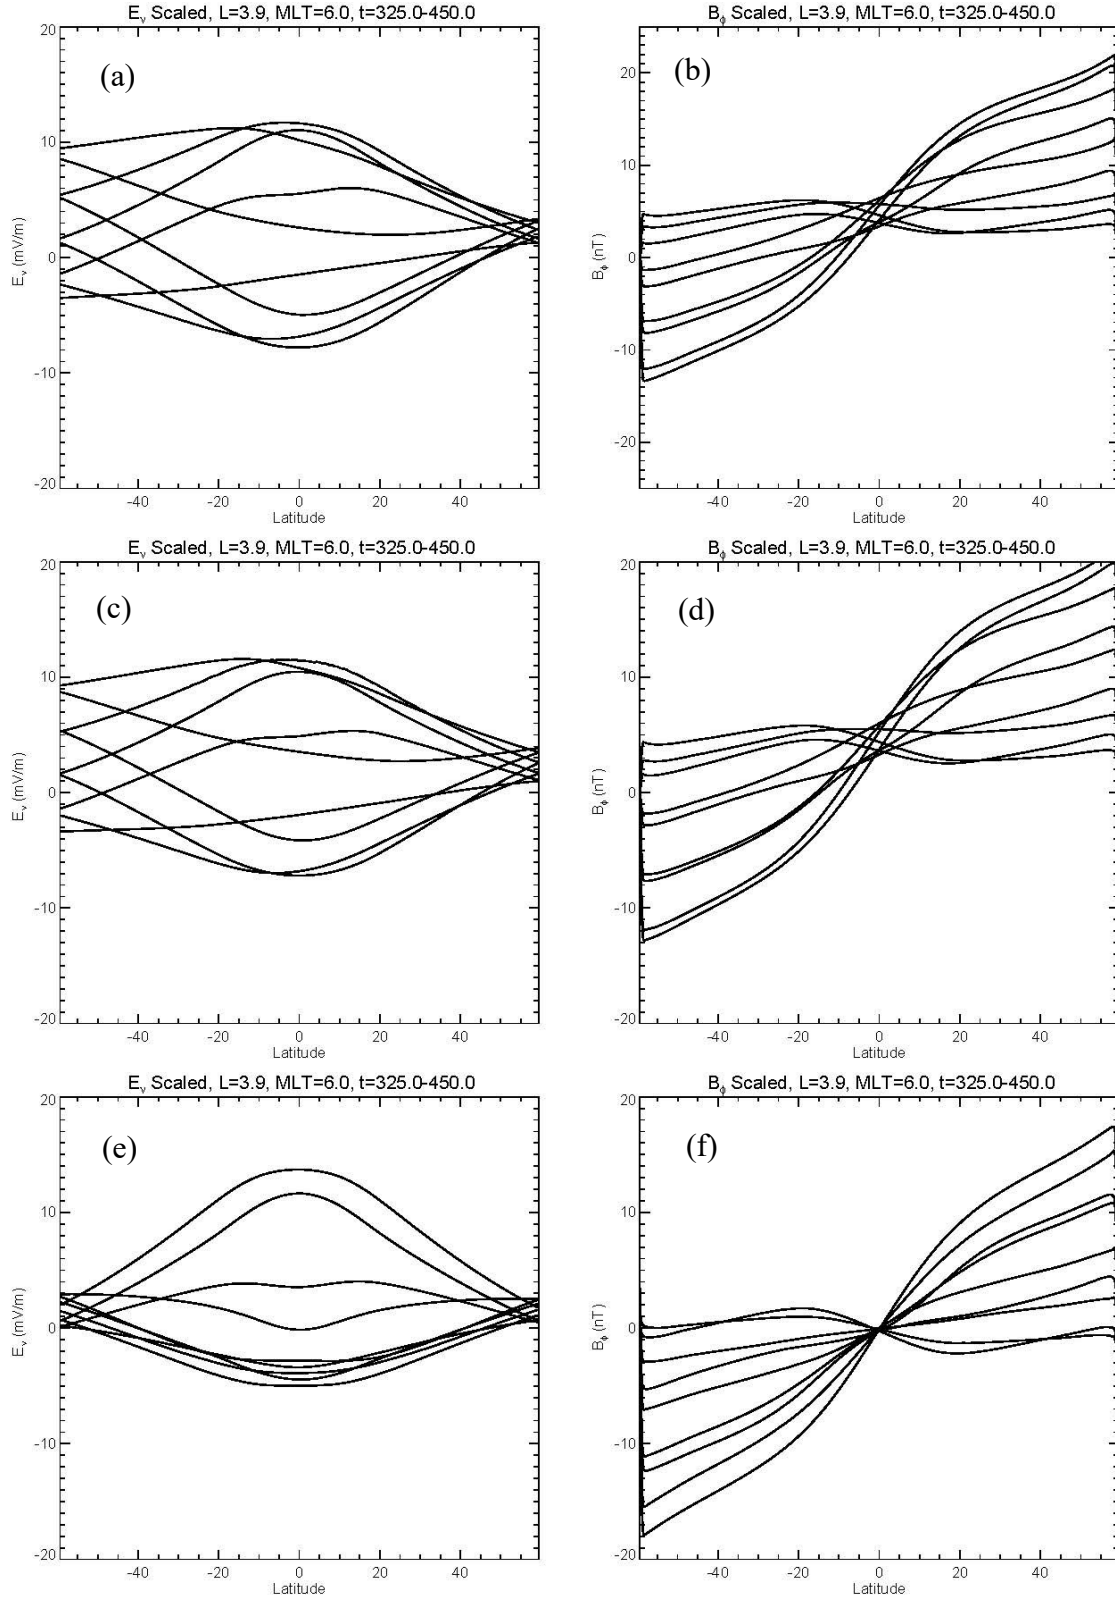 E_ν Scaled, L=3.9, MLT=6.0, t=325.0-450.0
B_ϕ Scaled, L=3.9, MLT=6.0, t=325.0-450.0
(a)
(b)
20
10
0
-10
-20
E_ν (mV/m)
-40 -20 0 20 40
Latitude
20
10
0
-10
-20
B_ϕ (nT)
-40 -20 0 20 40
Latitude
E_ν Scaled, L=3.9, MLT=6.0, t=325.0-450.0
B_ϕ Scaled, L=3.9, MLT=6.0, t=325.0-450.0
(c)
(d)
20
10
0
-10
-20
E_ν (mV/m)
-40 -20 0 20 40
Latitude
20
10
0
-10
-20
B_ϕ (nT)
-40 -20 0 20 40
Latitude
E_ν Scaled, L=3.9, MLT=6.0, t=325.0-450.0
B_ϕ Scaled, L=3.9, MLT=6.0, t=325.0-450.0
(e)
(f)
20
10
0
-10
-20
E_ν (mV/m)
-40 -20 0 20 40
Latitude
20
10
0
-10
-20
B_ϕ (nT)
-40 -20 0 20 40
Latitude